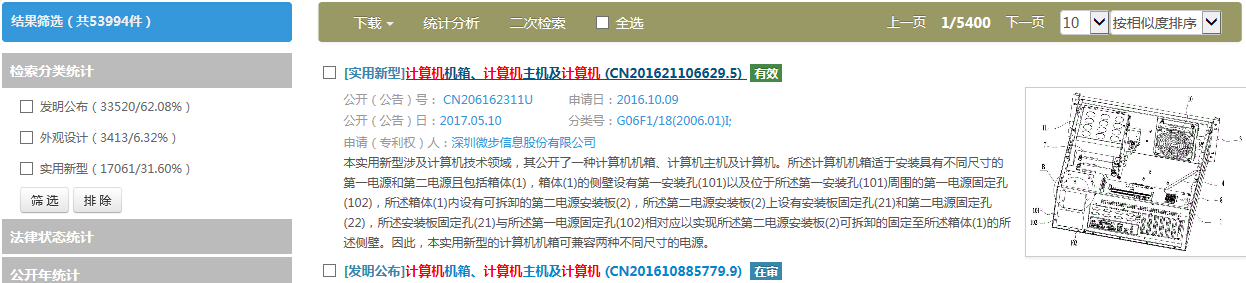 结果筛选（共53994件）
检索分类统计
发明公布（33520/62.08%）
外观设计（3413/6.32%）
实用新型（17061/31.60%）
筛 选 排 除
法律状态统计
公开年统计
下载 统计分析 二次检索 全选 上一页 1/5400 下一页 10 按相似度排序
[实用新型]计算机机箱、计算机主机及计算机 (CN201621106629.5) 有效
公开（公告）号： CN206162311U 申请日：2016.10.09
公开（公告）日：2017.05.10 分类号：G06F1/18(2006.01)I;
申请（专利权）人：深圳微步信息股份有限公司
本实用新型涉及计算机技术领域，其公开了一种计算机机箱、计算机主机及计算机。所述计算机机箱适于安装具有不同尺寸的
第一电源和第二电源且包括箱体(1)，箱体(1)的侧壁设有第一安装孔(101)以及位于所述第一安装孔(101)周围的第一电源固定孔
(102)，所述箱体(1)内设有可拆卸的第二电源安装板(2)，所述第二电源安装板(2)上设有安装板固定孔(21)和第二电源固定孔
(22)，所述安装板固定孔(21)与所述第一电源固定孔(102)相对应以实现所述第二电源安装板(2)可拆卸的固定至所述箱体(1)的所
述侧壁。因此，本实用新型的计算机机箱可兼容两种不同尺寸的电源。
[发明公布]计算机机箱、计算机主机及计算机 (CN201610885779.9) 在审
101
102